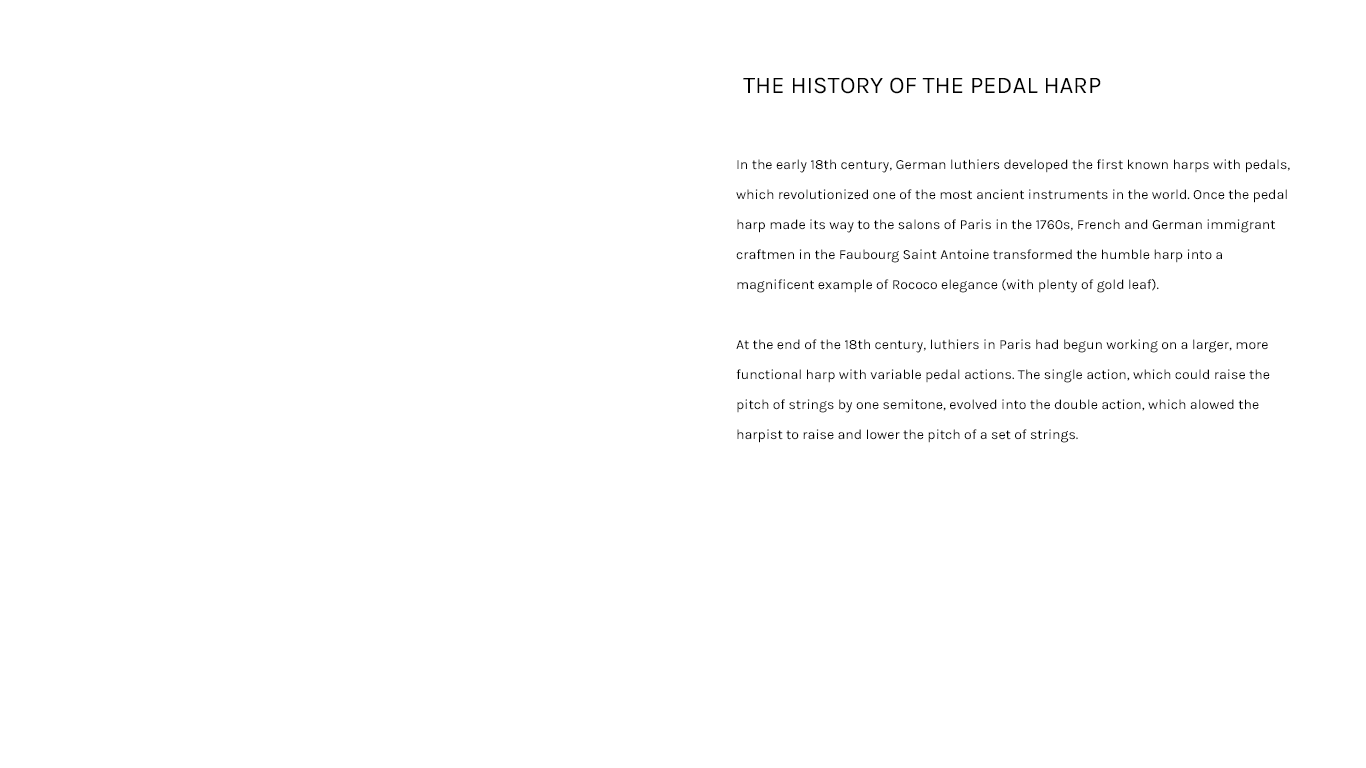 THE HISTORY OF THE PEDAL HARP
In the early 18th century, German luthiers developed the first known harps with pedals,
which revolutionized one of the most ancient instruments in the world. Once the pedal
harp made its way to the salons of Paris in the 1760s, French and German immigrant
craftmen in the Faubourg Saint Antoine transformed the humble harp into a
magnificent example of Rococo elegance (with plenty of gold leaf).
At the end of the 18th century, luthiers in Paris had begun working on a larger, more
functional harp with variable pedal actions. The single action, which could raise the
pitch of strings by one semitone, evolved into the double action, which alowed the
harpist to raise and lower the pitch of a set of strings.